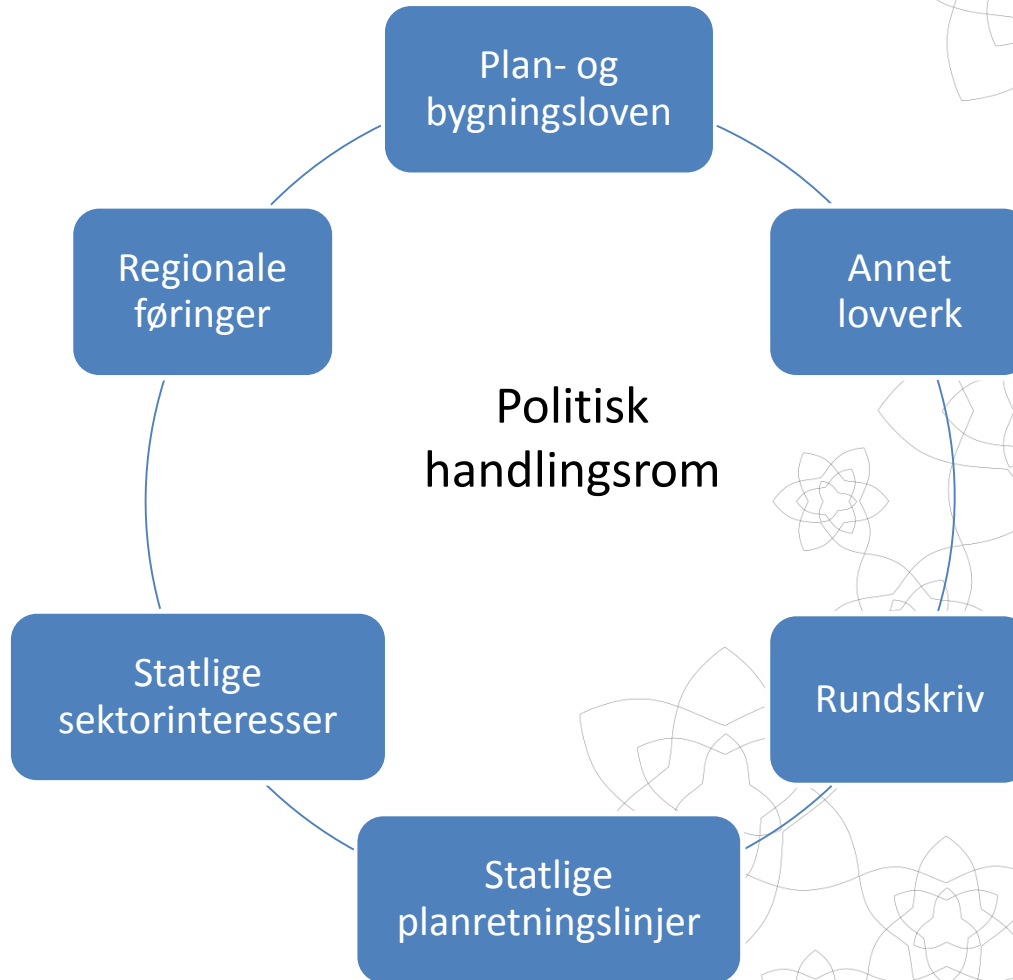 Plan- og
bygningsloven
Regionale
føringer
Annet
lovverk
Politisk
handlingsrom
Statlige
sektorinteresser
Rundskriv
Statlige
planretningslinjer